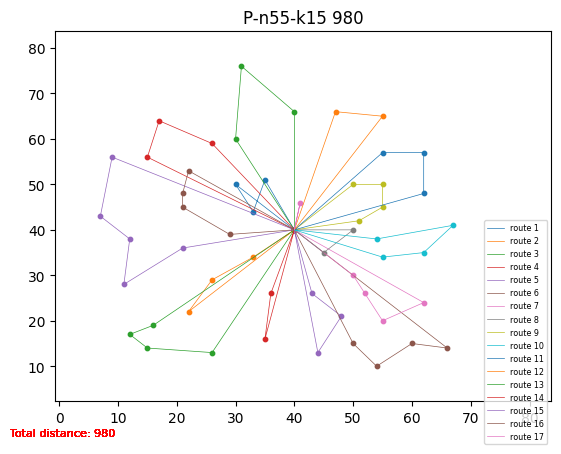 P-n55-k15 980
80
70
60
50
40
30
20
10
0
10
20
30
40
50
60
70
80
route 1
route 2
route 3
route 4
route 5
route 6
route 7
route 8
route 9
route 10
route 11
route 12
route 13
route 14
route 15
route 16
route 17
Total distance: 980